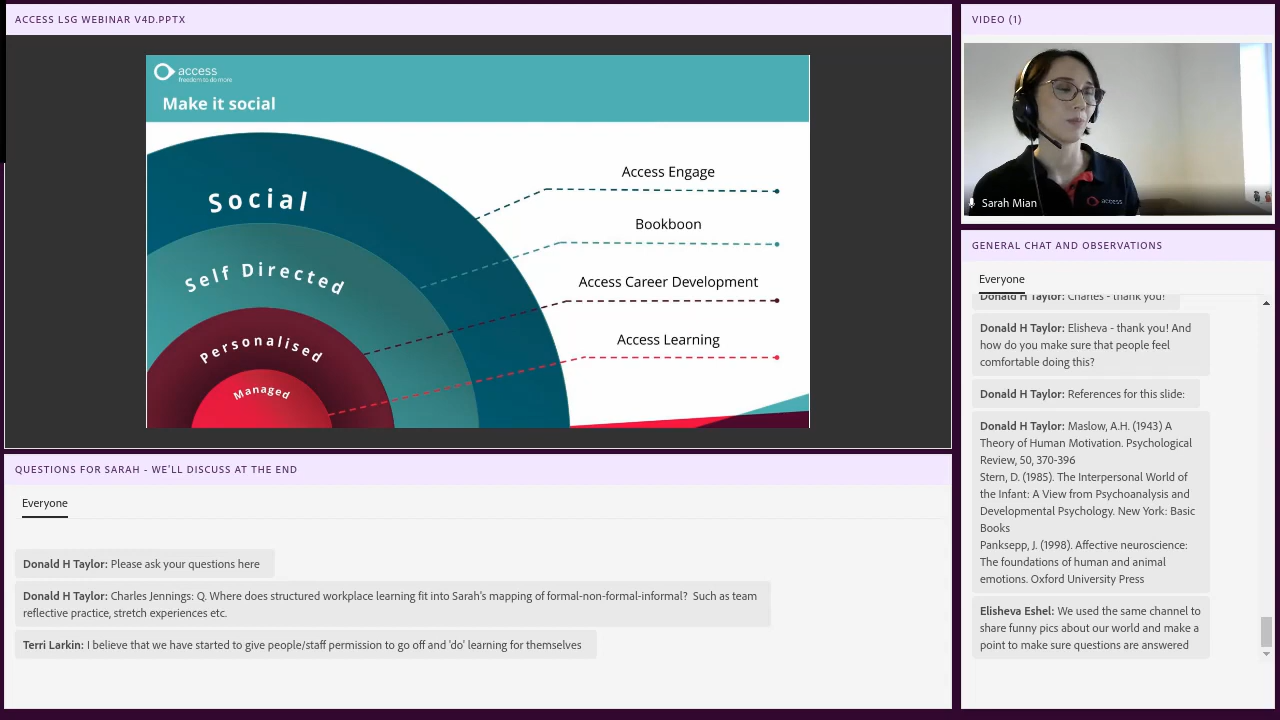 ACCESS LSG WEBINAR V4D.PPTX
access
freedom to do more
Make it social
Social
Self Directed
Personalised
Managed
Access Engage
Bookboon
Access Career Development
Access Learning
QUESTIONS FOR SARAH - WE'LL DISCUSS AT THE END
Everyone
Donald H Taylor: Please ask your questions here
Donald H Taylor: Charles Jennings: Q. Where does structured workplace learning fit into Sarah's mapping of formal-non-formal-informal?  Such as team
reflective practice, stretch experiences etc.
Terri Larkin: I believe that we have started to give people/staff permission to go off and 'do' learning for themselves
VIDEO (1)
access
Sarah Mian
GENERAL CHAT AND OBSERVATIONS
Everyone
Donald H Taylor: Charles - thank you!
Donald H Taylor: Elisheva - thank you! And
how do you make sure that people feel
comfortable doing this?
Donald H Taylor: References for this slide:
Donald H Taylor: Maslow, A.H. (1943) A
Theory of Human Motivation. Psychological
Review, 50, 370-396
Stern, D. (1985). The Interpersonal World of
the Infant: A View from Psychoanalysis and
Developmental Psychology. New York: Basic
Books
Panksepp, J. (1998). Affective neuroscience:
The foundations of human and animal
emotions. Oxford University Press
Elisheva Eshel: We used the same channel to
share funny pics about our world and make a
point to make sure questions are answered